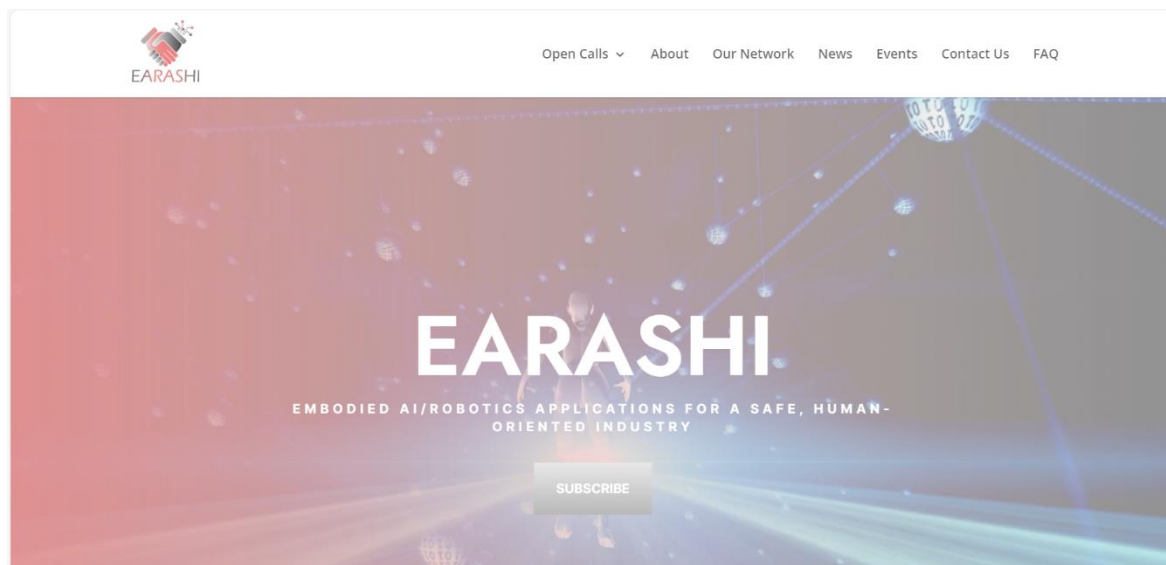 EARASHI
Open Calls About Our Network News Events Contact Us FAQ
EARASHI
EMBODIED AI/ROBOTICS APPLICATIONS FOR A SAFE, HUMAN-
ORIENTED INDUSTRY
SUBSCRIBE